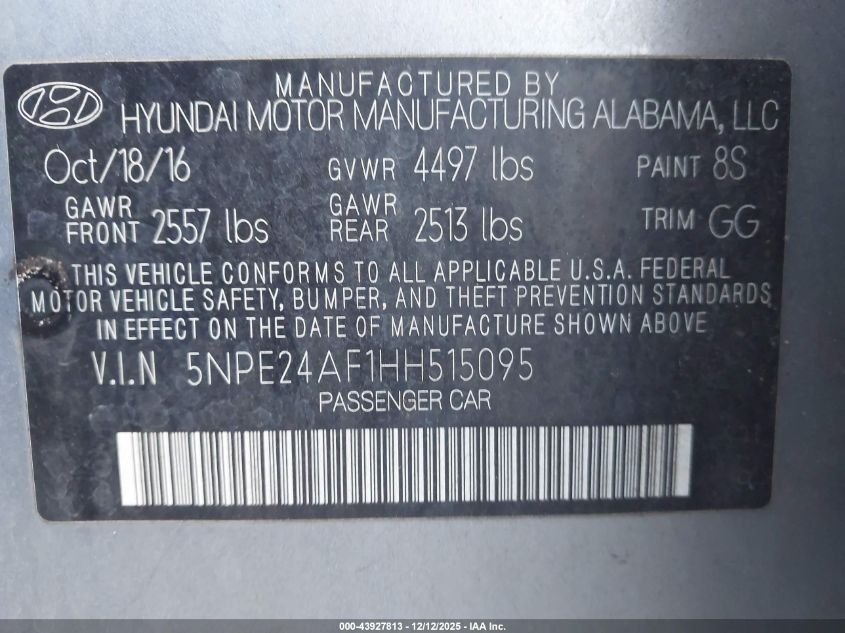 MANUFACTURED BY
HYUNDAI MOTOR MANUFACTURING ALABAMA, LLC
Oct/18/16 GVWR 4497 lbs PAINT 8S
GAWR FRONT 2557 lbs GAWR REAR 2513 lbs TRIM GG
THIS VEHICLE CONFORMS TO ALL APPLICABLE U.S.A. FEDERAL
MOTOR VEHICLE SAFETY, BUMPER, AND THEFT PREVENTION STANDARDS
IN EFFECT ON THE DATE OF MANUFACTURE SHOWN ABOVE
V.I.N 5NPE24AF1HH515095
PASSENGER CAR
000-43927813 - 12/12/2025 - IAA Inc.